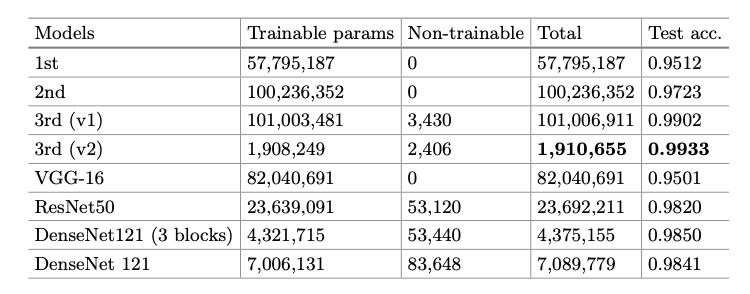 Models Trainable params Non-trainable Total Test acc.
1st 57,795,187 0 57,795,187 0.9512
2nd 100,236,352 0 100,236,352 0.9723
3rd (v1) 101,003,481 3,430 101,006,911 0.9902
3rd (v2) 1,908,249 2,406 1,910,655 0.9933
VGG-16 82,040,691 0 82,040,691 0.9501
ResNet50 23,639,091 53,120 23,692,211 0.9820
DenseNet121 (3 blocks) 4,321,715 53,440 4,375,155 0.9850
DenseNet 121 7,006,131 83,648 7,089,779 0.9841